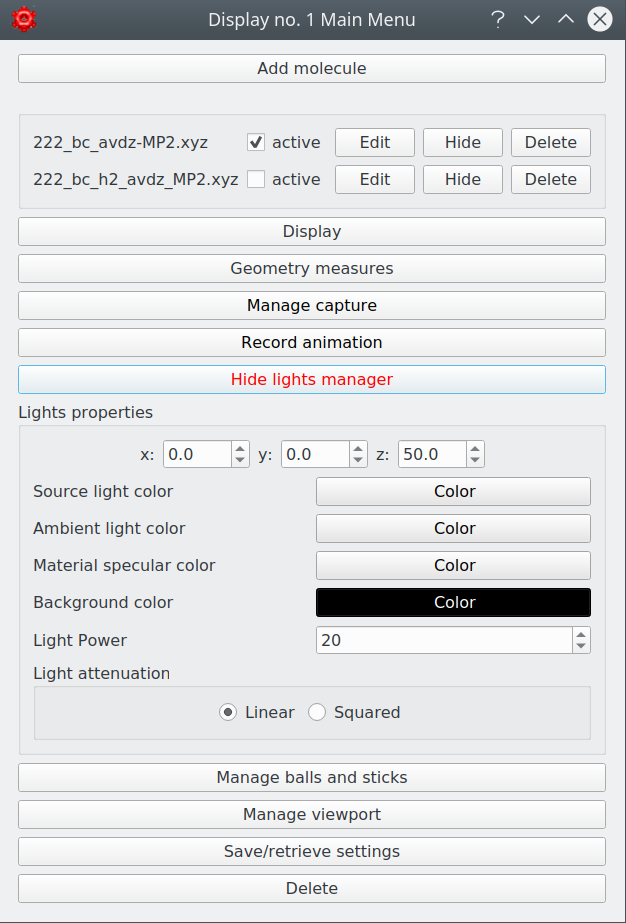 Display no. 1 Main Menu ?
Add molecule
222_bc_avdz-MP2.xyz active Edit Hide Delete
222_bc_h2_avdz_MP2.xyz active Edit Hide Delete
Display
Geometry measures
Manage capture
Record animation
Hide lights manager
Lights properties
x: 0.0 y: 0.0 z: 50.0
Source light color Color
Ambient light color Color
Material specular color Color
Background color Color
Light Power 20
Light attenuation
Linear Squared
Manage balls and sticks
Manage viewport
Save/retrieve settings
Delete